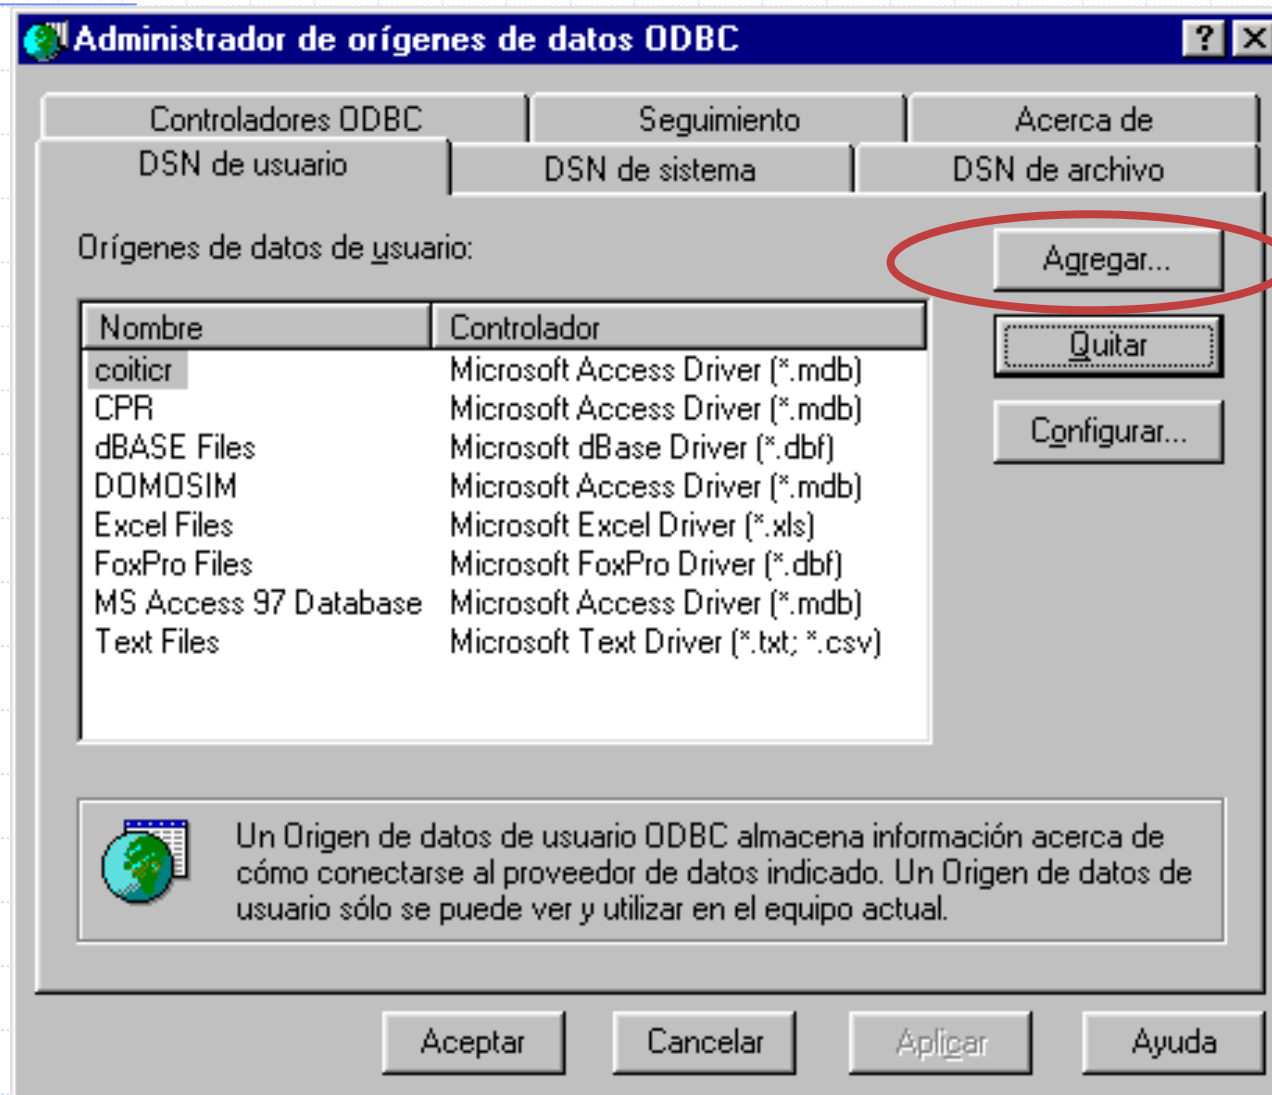 Administrador de orígenes de datos ODBC
Controladores ODBC Seguimiento Acerca de
DSN de usuario DSN de sistema DSN de archivo
Orígenes de datos de usuario:
Agregar...
Nombre Controlador
Quitar
coiticr Microsoft Access Driver (*.mdb)
CPR Microsoft Access Driver (*.mdb)
Configurar...
dBASE Files Microsoft dBase Driver (*.dbf)
DOMOSIM Microsoft Access Driver (*.mdb)
Excel Files Microsoft Excel Driver (*.xls)
FoxPro Files Microsoft FoxPro Driver (*.dbf)
MS Access 97 Database Microsoft Access Driver (*.mdb)
Text Files Microsoft Text Driver (*.txt; *.csv)
Un Origen de datos de usuario ODBC almacena información acerca de
cómo conectarse al proveedor de datos indicado. Un Origen de datos de
usuario sólo se puede ver y utilizar en el equipo actual.
Aceptar Cancelar Aplicar Ayuda